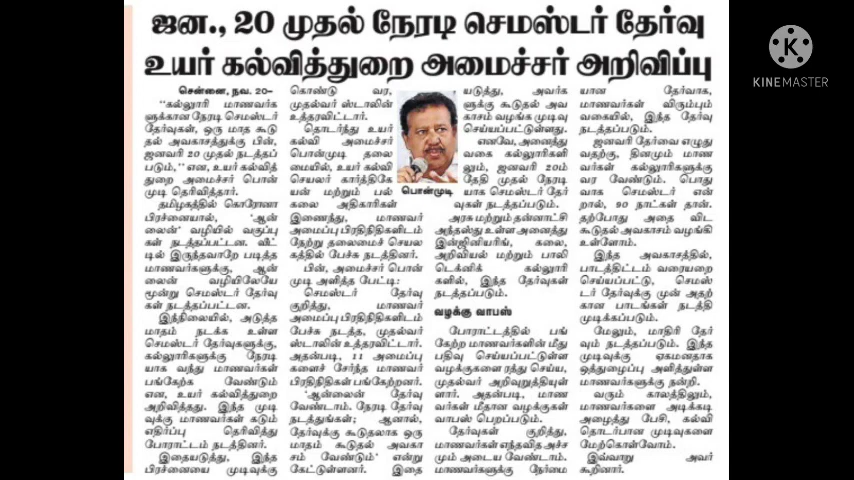 ஜன., 20 முதல் நேரடி செமஸ்டர் தேர்வு
உயர் கல்வித்துறை அமைச்சர் அறிவிப்பு
சென்னை, நவ. 20–
“கல்லூரி மாணவர்க
ளுக்கான நேரடி செமஸ்டர்
தேர்வுகள், ஒரு மாத கூடு
தல் அவகாசத்துக்கு பின்,
ஜனவரி 20 முதல் நடத்தப்
படும்,’’ என, உயர் கல்வித்
துறை அமைச்சர் பொன்
முடி தெரிவித்தார்.
தமிழகத்தில் கொரோனா
பிரச்னையால், ‘ஆன்
லைன்’ வழியில் வகுப்பு
கள் நடத்தப்பட்டன. வீட்
டில் இருந்தவாறே படித்த
மாணவர்களுக்கு, ஆன்
லைன் வழியிலேயே
மூன்று செமஸ்டர் தேர்வு
கள் நடத்தப்பட்டன.
இந்நிலையில், அடுத்த
மாதம் நடக்க உள்ள
செமஸ்டர் தேர்வுகளுக்கு,
கல்லூரிகளுக்கு நேரடி
யாக வந்து மாணவர்கள்
பங்கேற்க வேண்டும்
என, உயர் கல்வித்துறை
அறிவித்தது. இந்த முடி
வுக்கு மாணவர்கள் கடும்
எதிர்ப்பு தெரிவித்து
போராட்டம் நடத்தினர்.
இதையடுத்து, இந்த
பிரச்னையை முடிவுக்கு
கொண்டு வர,
முதல்வர் ஸ்டாலின்
உத்தரவிட்டார்.
தொடர்ந்து உயர்
கல்வி அமைச்சர்
பொன்முடி தலை
மையில், உயர் கல்வி
செயலர் கார்த்திகே
யன் மற்றும் பல்
கலை அதிகாரிகள்
இணைந்து, மாணவர்
அமைப்பு பிரதிநிதிகளிடம்
நேற்று தலைமைச் செயல
கத்தில் பேச்சு நடத்தினர்.
பின், அமைச்சர் பொன்
முடி அளித்த பேட்டி:
செமஸ்டர் தேர்வு
குறித்து, மாணவர்
அமைப்பு பிரதிநிதிகளிடம்
பேச்சு நடத்த, முதல்வர்
ஸ்டாலின் உத்தரவிட்டார்.
அதன்படி, 11 அமைப்பு
களைச் சேர்ந்த மாணவர்
பிரதிநிதிகள் பங்கேற்றனர்.
‘ஆன்லைன் தேர்வு
வேண்டாம். நேரடி தேர்வு
நடத்துங்கள்; ஆனால்,
தேர்வுக்கு கூடுதலாக ஒரு
மாதம் கூடுதல் அவகா
சம் வேண்டும்’ என்று
கேட்டுள்ளனர். இதை
பொன்முடி
யடுத்து, அவர்க
ளுக்கு கூடுதல் அவ
காசம் வழங்க முடிவு
செய்யப்பட்டுள்ளது.
எனவே, அனைத்து
வகை கல்லூரிகளி
லும், ஜனவரி 20ம்
தேதி முதல் நேரடி
யாக செமஸ்டர் தேர்
வுகள் நடத்தப்படும்.
அரசு மற்றும் தன்னாட்சி
அந்தஸ்து உள்ள அனைத்து
இன்ஜினியரிங், கலை,
அறிவியல் மற்றும் பாலி
டெக்னிக் கல்லூரி
களில், இந்த தேர்வுகள்
நடத்தப்படும்.
வழக்கு வாபஸ்
போராட்டத்தில் பங்
கேற்ற மாணவர்களின் மீது
பதிவு செய்யப்பட்டுள்ள
வழக்குகளை ரத்து செய்ய,
முதல்வர் அறிவுறுத்தியுள்
ளார். அதன்படி, மாண
வர்கள் மீதான வழக்குகள்
வாபஸ் பெறப்படும்.
தேர்வுகள் குறித்து,
மாணவர்கள் எந்தவித அச்ச
மும் அடைய வேண்டாம்.
மாணவர்களுக்கு நேர்மை
யான தேர்வாக,
மாணவர்கள் விரும்பும்
வகையில், இந்த தேர்வு
நடத்தப்படும்.
ஜனவரி தேர்வை எழுது
வதற்கு, தினமும் மாண
வர்கள் கல்லூரிகளுக்கு
வர வேண்டும். பொது
வாக செமஸ்டர் என்
றால், 90 நாட்கள் தான்.
தற்போது அதை விட
கூடுதல் அவகாசம் வழங்கி
உள்ளோம்.
இந்த அவகாசத்தில்,
பாடத்திட்டம் வரையறை
செய்யப்பட்டு, செமஸ்
டர் தேர்வுக்கு முன் அதற்
கான பாடங்கள் நடத்தி
முடிக்கப்படும்.
மேலும், மாதிரி தேர்
வும் நடத்தப்படும். இந்த
முடிவுக்கு ஏகமனதாக
ஒத்துழைப்பு அளித்துள்ள
மாணவர்களுக்கு நன்றி.
வரும் காலத்திலும்,
மாணவர்களை அடிக்கடி
அழைத்து பேசி, கல்வி
தொடர்பான முடிவுகளை
மேற்கொள்வோம்.
இவ்வாறு அவர்
கூறினார்.
K
KINEMASTER